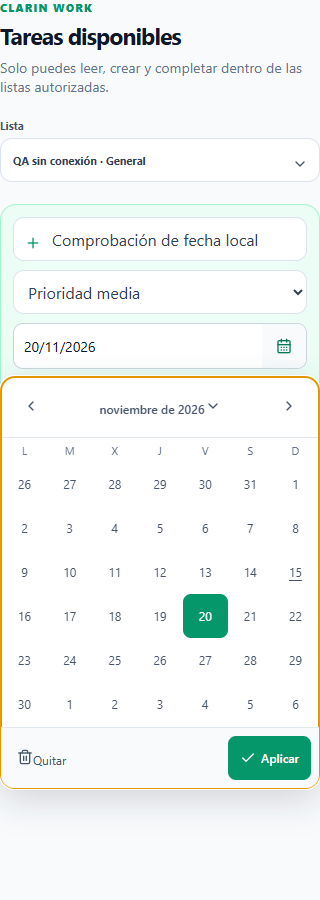 CLARIN WORK
Tareas disponibles
Solo puedes leer, crear y completar dentro de las
listas autorizadas.
Lista
QA sin conexión · General
Comprobación de fecha local
Prioridad media
20/11/2026
noviembre de 2026
L M X J V S D
26 27 28 29 30 31 1
2 3 4 5 6 7 8
9 10 11 12 13 14 15
16 17 18 19 20 21 22
23 24 25 26 27 28 29
30 1 2 3 4 5 6
Quitar Aplicar